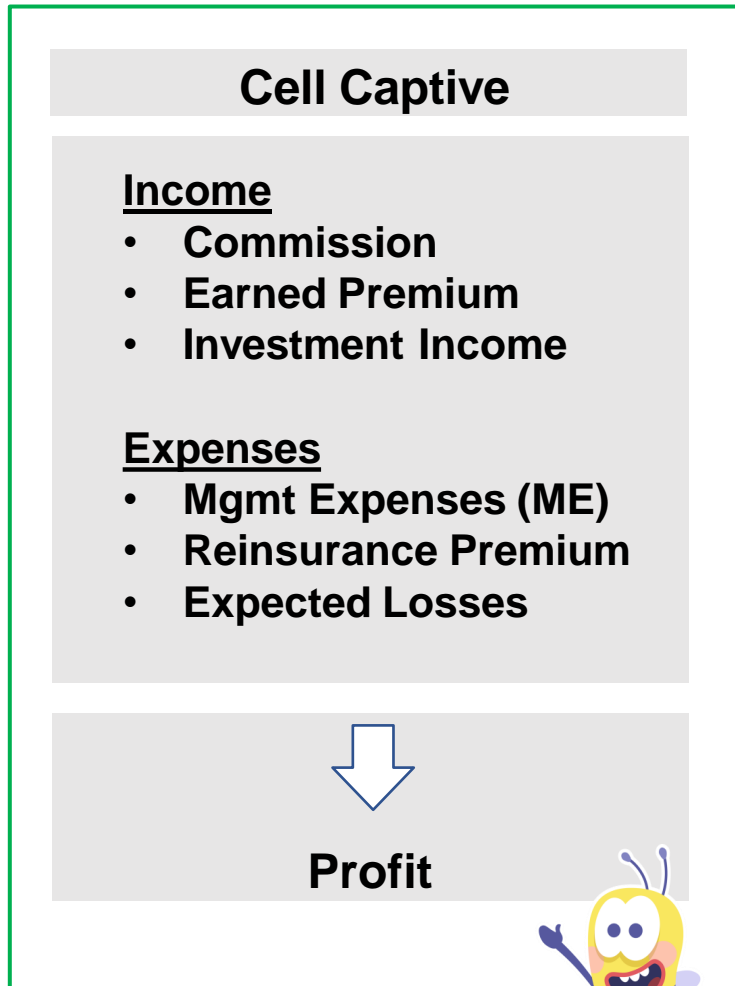 Cell Captive
Income
• Commission
• Earned Premium
• Investment Income
Expenses
• Mgmt Expenses (ME)
• Reinsurance Premium
• Expected Losses
Profit